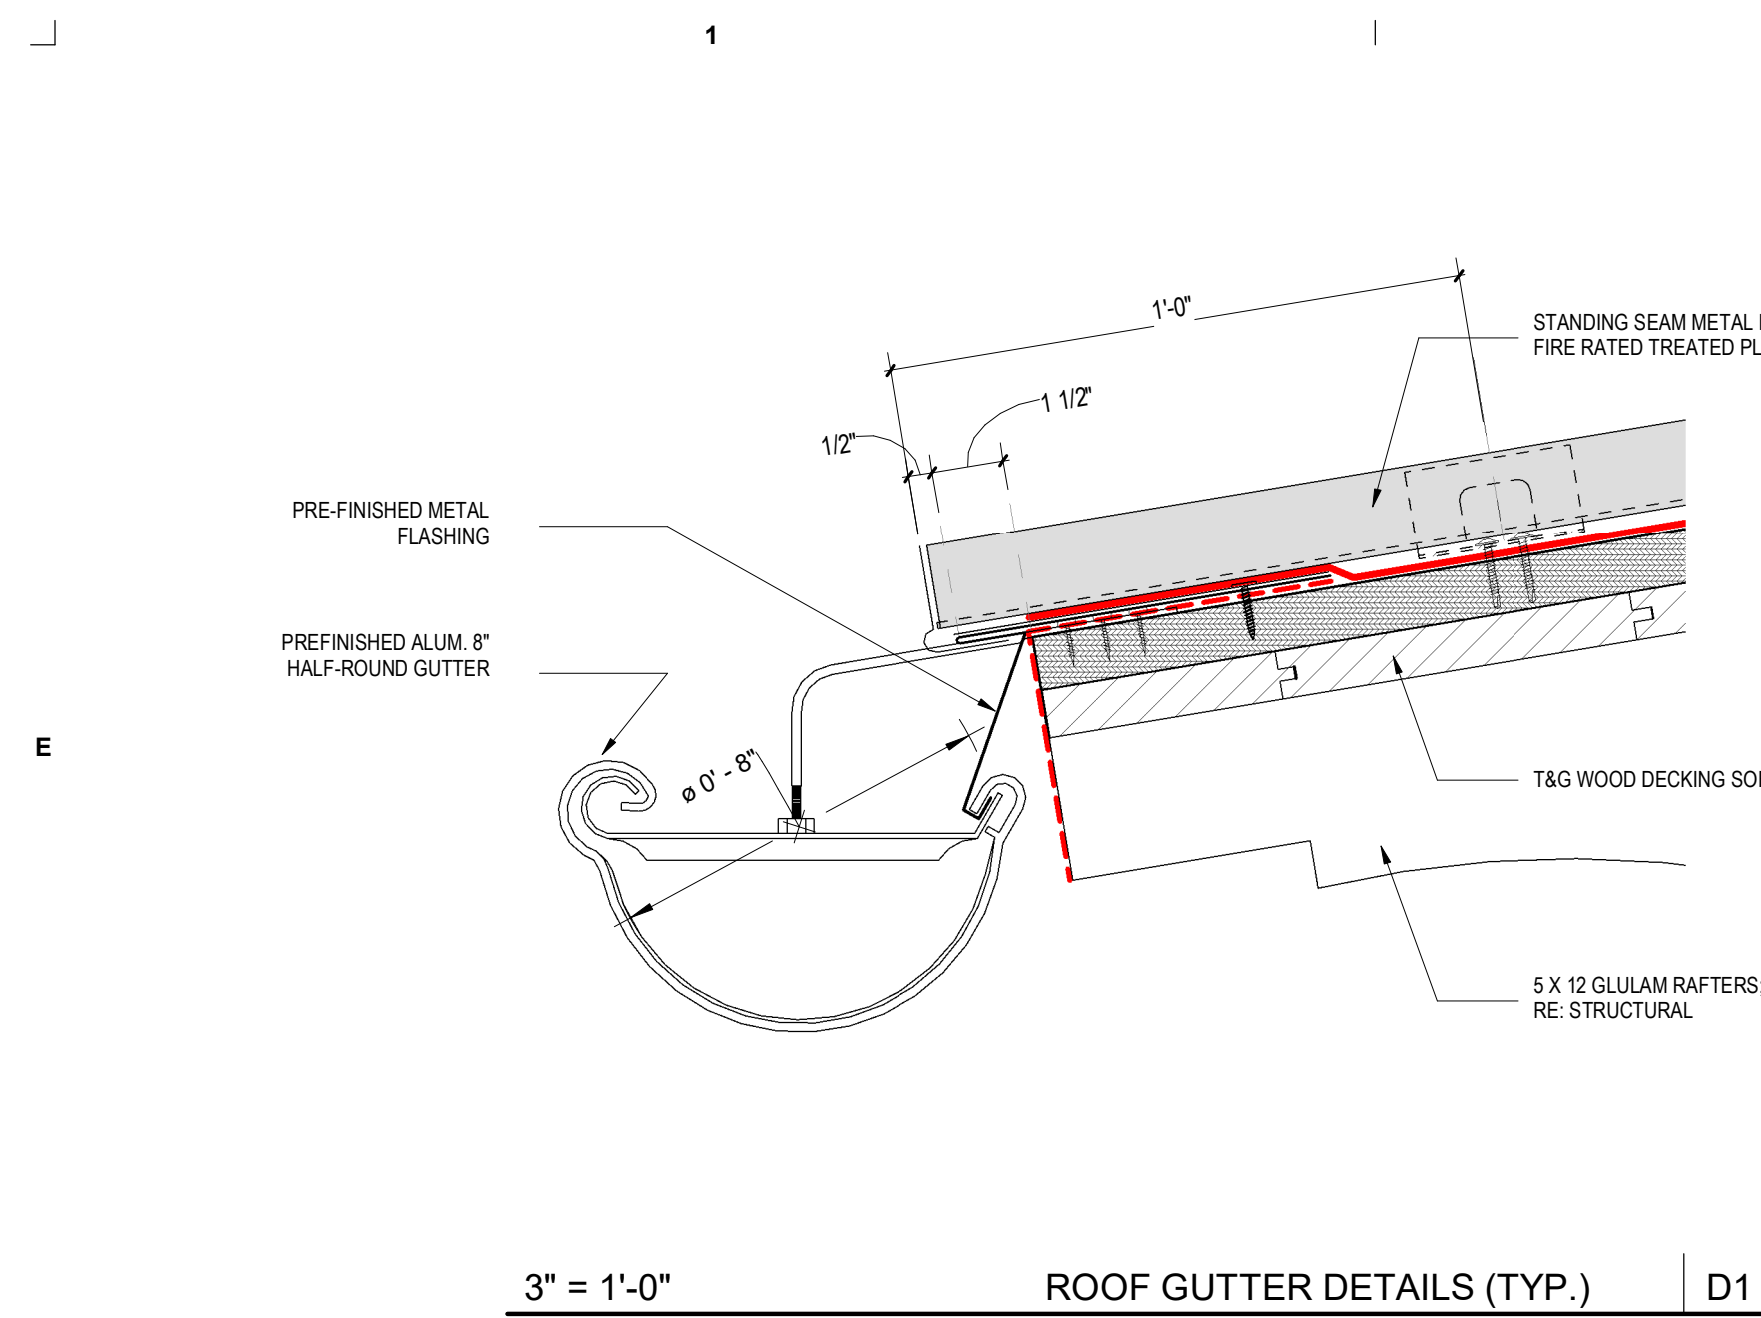 1
1'-0"
STANDING SEAM METAL
FIRE RATED TREATED PL
1 1/2"
1/2"
PRE-FINISHED METAL
FLASHING
PREFINISHED ALUM. 8"
HALF-ROUND GUTTER
E
ø 0' - 8"
T&G WOOD DECKING
5 X 12 GLULAM RAFTERS;
RE: STRUCTURAL
3" = 1'-0"
ROOF GUTTER DETAILS (TYP.)
D1